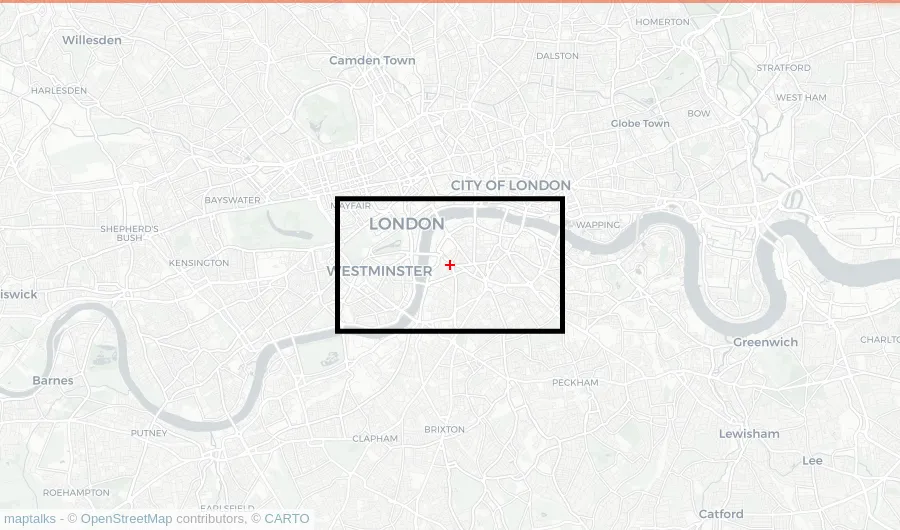 HOMERTON
Willesden
DALSTON
Camden Town
STRATFORD
HARLESDEN
WEST HAM
BOW
Globe Town
CITY OF LONDON
BAYSWATER
MAYFAIR
LONDON
WAPPING
SHEPHERD'S
BUSH
KENSINGTON
WESTMINSTER
iswick
Greenwich
CHARLTO
Barnes
PECKHAM
BRIXTON
PUTNEY
CLAPHAM
Lewisham
Lee
ROEHAMPTON
EARLSFIELD
Catford
maptalks - © OpenStreetMap contributors, © CARTO